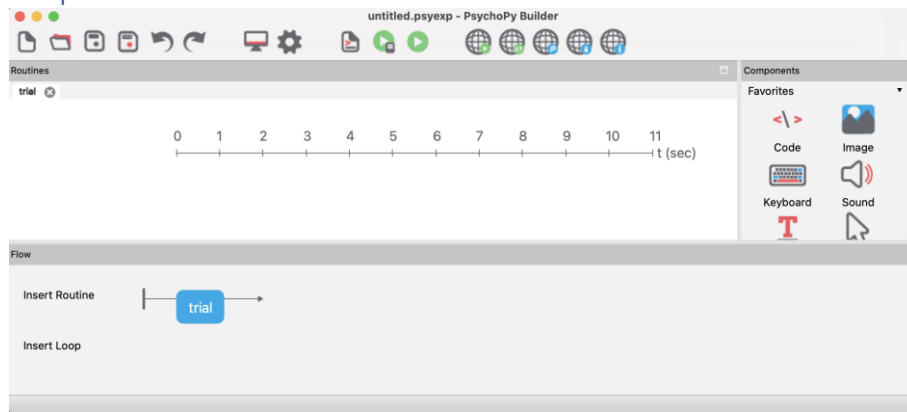 untitled.psyexp - PsychoPy Builder
Routines
Components
trial
Favorites
0 1 2 3 4 5 6 7 8 9 10 11
t (sec)
Code Image
Keyboard Sound
Flow
Insert Routine
trial
Insert Loop